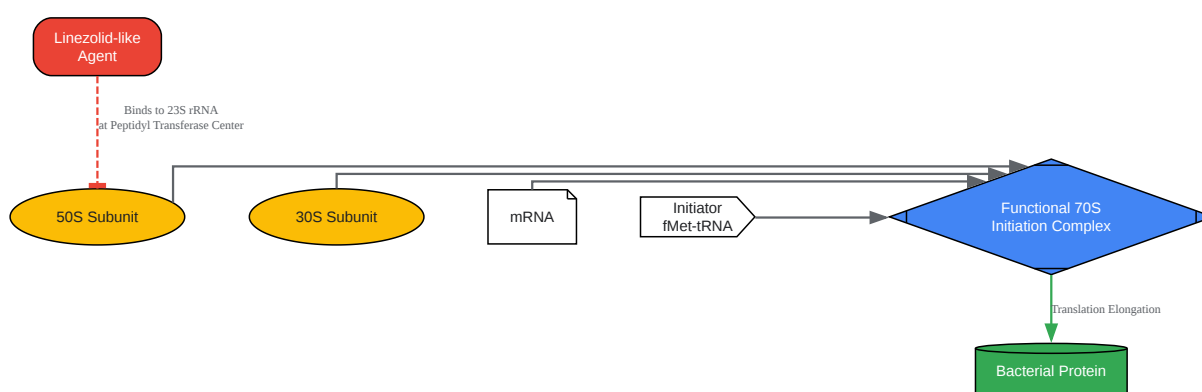 Linezolid-like
Agent
Binds to 23S rRNA
at Peptidyl Transferase Center
50S Subunit
30S Subunit
mRNA
Initiator
fMet-tRNA
Functional 70S
Initiation Complex
Translation Elongation
Bacterial Protein